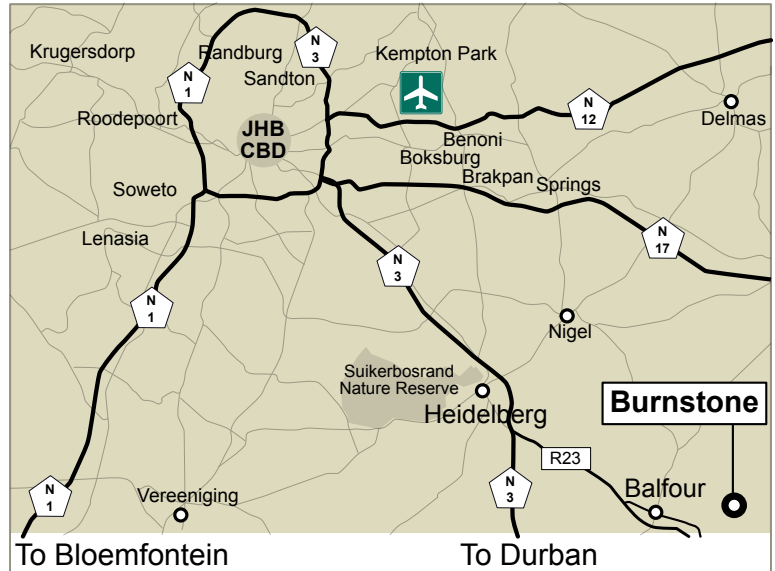 Krugersdorp
Randburg
N
3
Kempton Park
N
1
Sandton
N
12
Delmas
Roodepoort
JHB
CBD
Benoni
Boksburg
Brakpan
Springs
Soweto
Lenasia
N
17
N
3
N
1
Nigel
Suikerbosrand
Nature Reserve
Heidelberg
Burnstone
R23
Balfour
N
1
Vereeniging
N
3
To Bloemfontein
To Durban